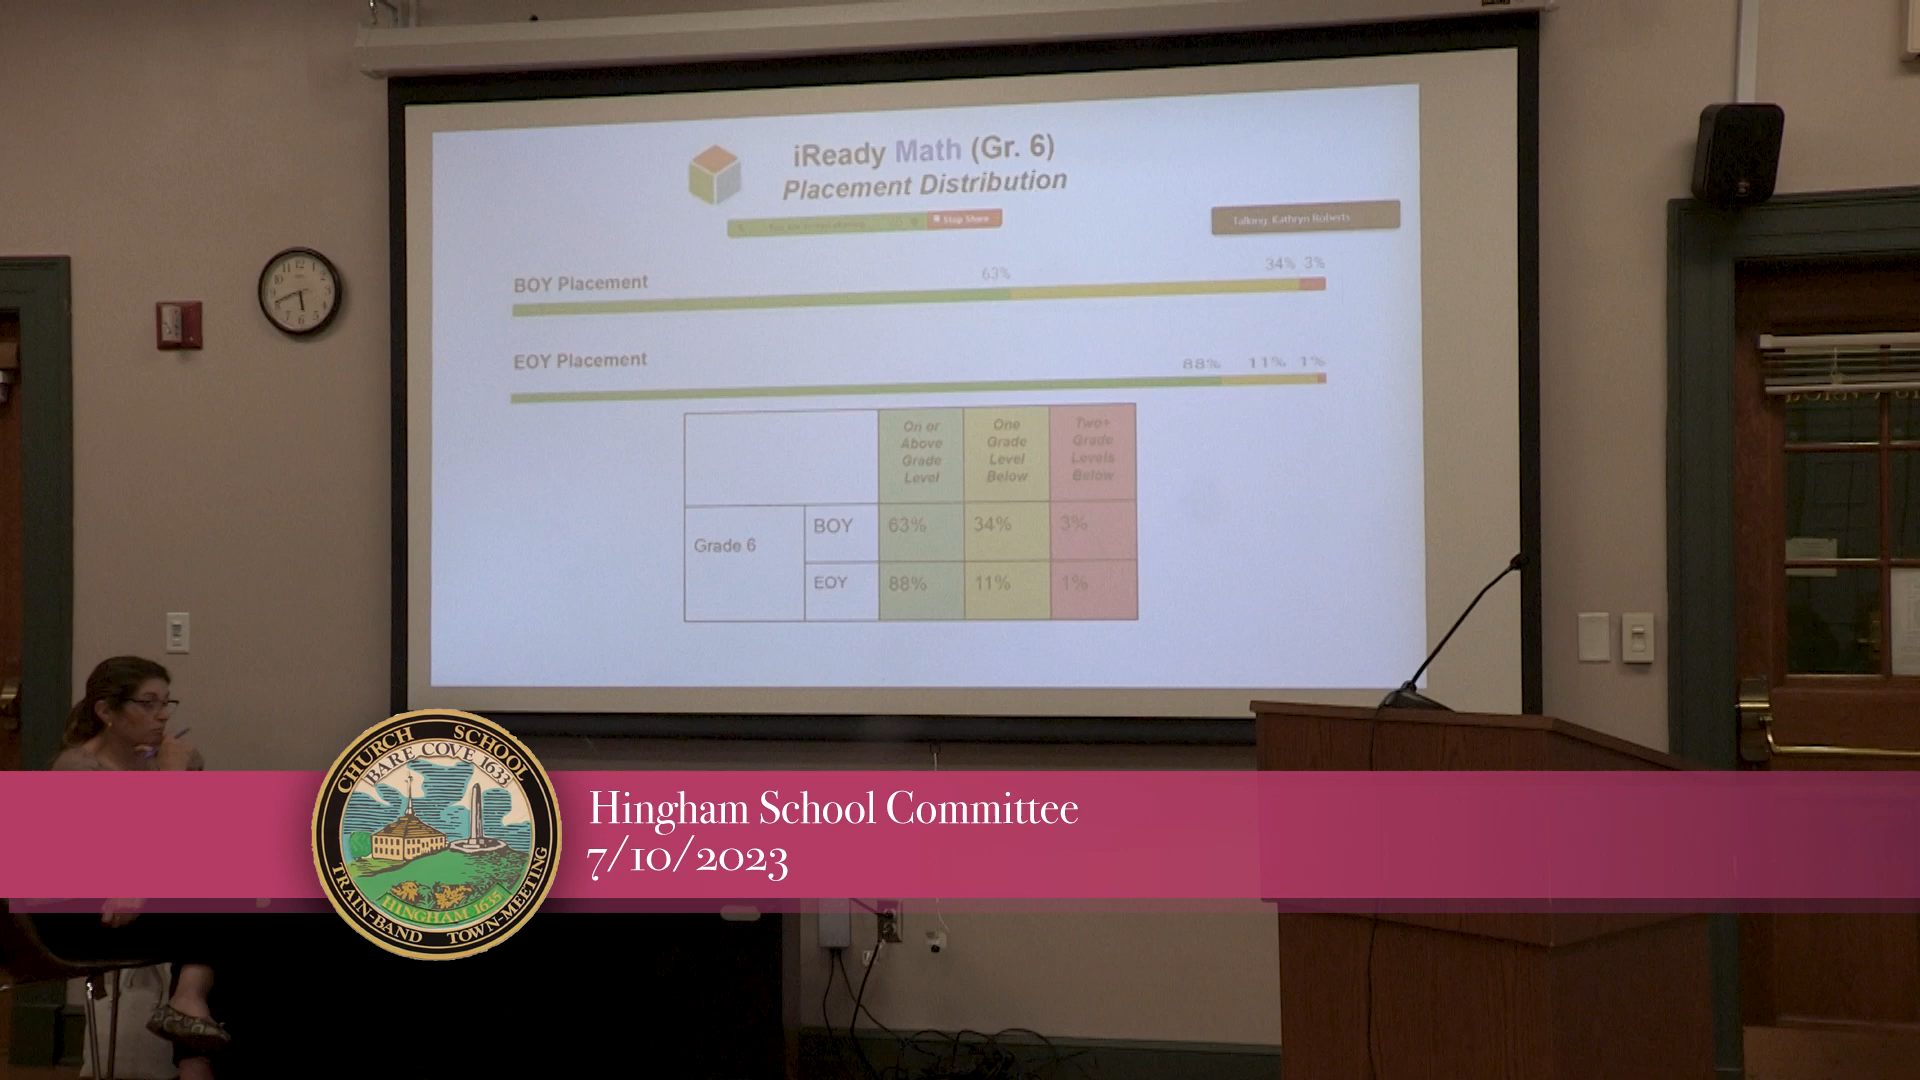 iReady Math (Gr. 6)
Placement Distribution
Stop Share
Talking: Kathryn Roberts
BOY Placement
63%
34% 3%
EOY Placement
88% 11% 1%
On or
Above
Grade
Level
One
Grade
Level
Below
Two+
Grade
Levels
Below
Grade 6
BOY
63%
34%
3%
EOY
88%
11%
1%
CHURCH SCHOOL
BARE COVE 1633
HINGHAM 1635
TRAIN-BAND TOWN-MEETING
Hingham School Committee
7/10/2023